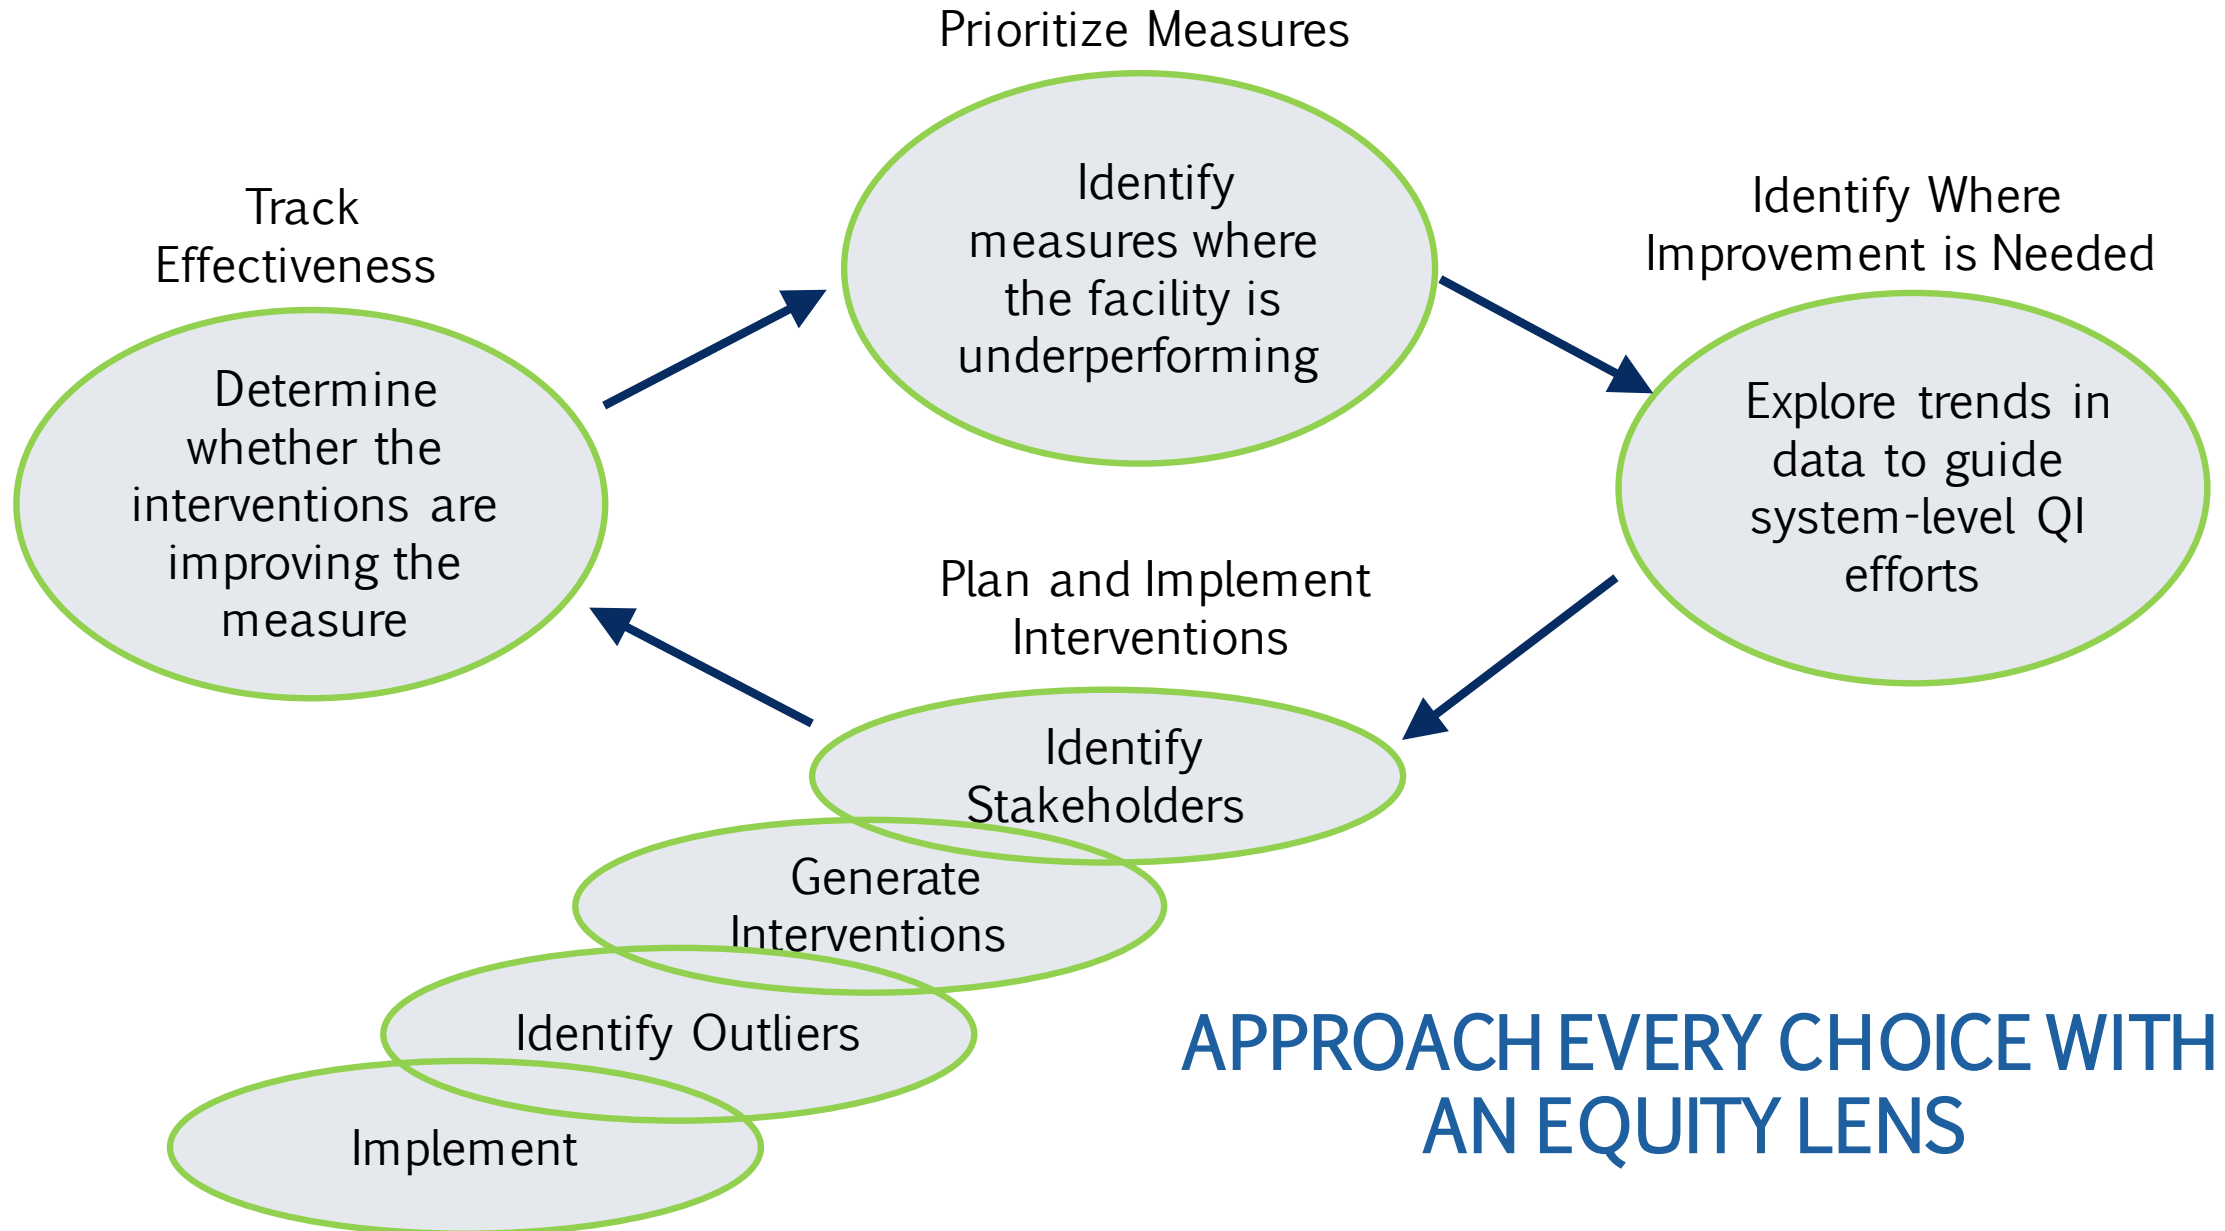 Prioritize Measures
Identify
measures where
the facility is
underperforming
Identify Where
Improvement is Needed
Explore trends in
data to guide
system-level QI
efforts
Plan and Implement
Interventions
Identify
Stakeholders
Generate
Interventions
Identify Outliers
Implement
Track
Effectiveness
Determine
whether the
interventions are
improving the
measure
APPROACH EVERY CHOICE WITH
AN EQUITY LENS